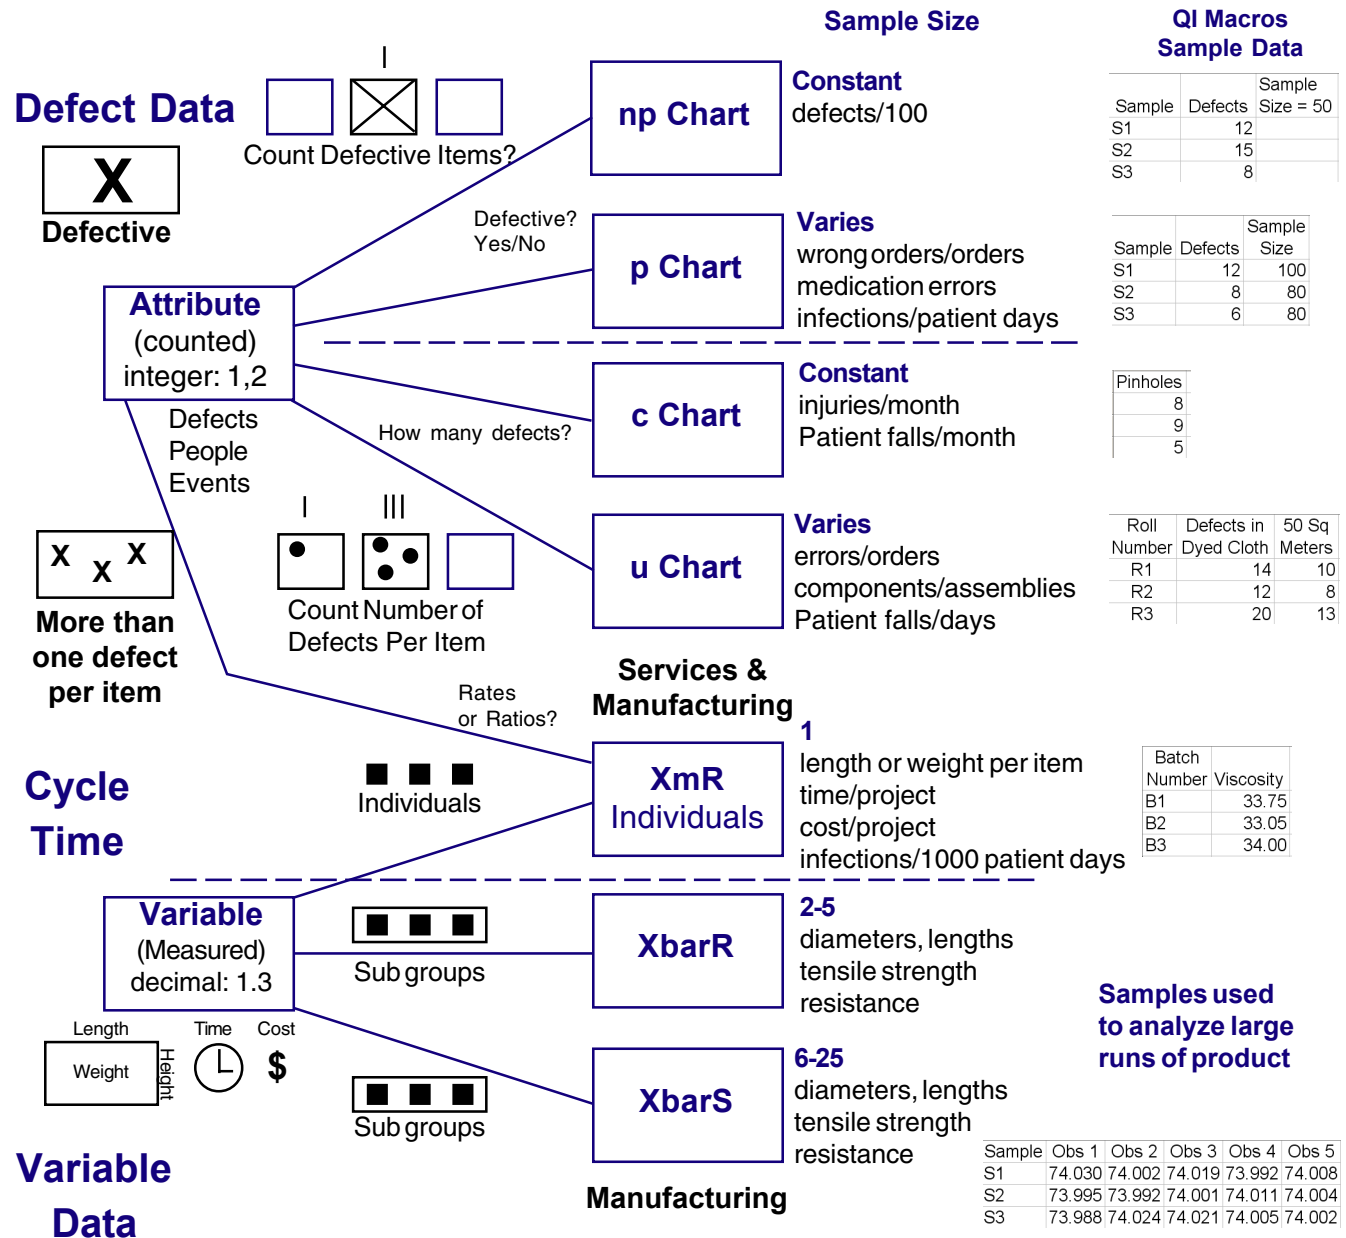 Sample Size
QI Macros
Sample Data
Defect Data
I
Count Defective Items?
X
Defective
np Chart
Constant
defects/100
Sample Defects Sample Size = 50
S1 12
S2 15
S3 8
Defective?
Yes/No
p Chart
Varies
wrong orders/orders
medication errors
infections/patient days
Sample Defects Sample Size
S1 12 100
S2 8 80
S3 6 80
Attribute
(counted)
integer: 1,2
Defects
People
Events
How many defects?
c Chart
Constant
injuries/month
Patient falls/month
Pinholes
8
9
5
X X X
More than
one defect
per item
I III
Count Number of
Defects Per Item
u Chart
Varies
errors/orders
components/assemblies
Patient falls/days
Roll Defects in 50 Sq
Number Dyed Cloth Meters
R1 14 10
R2 12 8
R3 20 13
Services &
Manufacturing
Rates
or Ratios?
Cycle
Time
Individuals
XmR
Individuals
1
length or weight per item
time/project
cost/project
infections/1000 patient days
Batch
Number Viscosity
B1 33.75
B2 33.05
B3 34.00
Variable
(Measured)
decimal: 1.3
Sub groups
XbarR
2-5
diameters, lengths
tensile strength
resistance
Samples used
to analyze large
runs of product
Length Time Cost
Weight Height $
Sub groups
XbarS
6-25
diameters, lengths
tensile strength
resistance
Variable
Data
Manufacturing
Sample Obs 1 Obs 2 Obs 3 Obs 4 Obs 5
S1 74.030 74.002 74.019 73.992 74.008
S2 73.995 73.992 74.001 74.011 74.004
S3 73.988 74.024 74.021 74.005 74.002